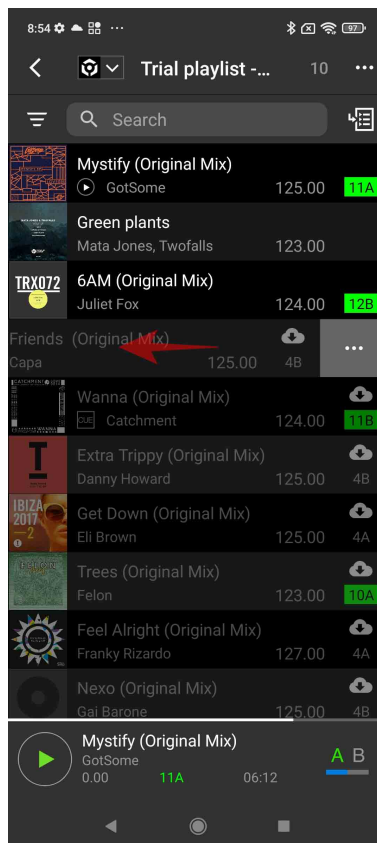 8:54
97
Trial playlist -...
10
Search
Mystify (Original Mix)
GotSome 125.00 11A
Green plants
Mata Jones, Twofalls 123.00
TRX072
6AM (Original Mix)
Juliet Fox 124.00 12B
Friends (Original Mix)
Capa 125.00 4B
Wanna (Original Mix)
CUE Catchment 124.00 11B
Extra Trippy (Original Mix)
Danny Howard 125.00 4B
IBIZA
2017
—2
Get Down (Original Mix)
Eli Brown 125.00 4A
Trees (Original Mix)
Felon 123.00 10A
Feel Alright (Original Mix)
Franky Rizardo 127.00 4A
Nexo (Original Mix)
Gai Barone 125.00 4B
Mystify (Original Mix)
GotSome
0.00 11A 06:12
A B